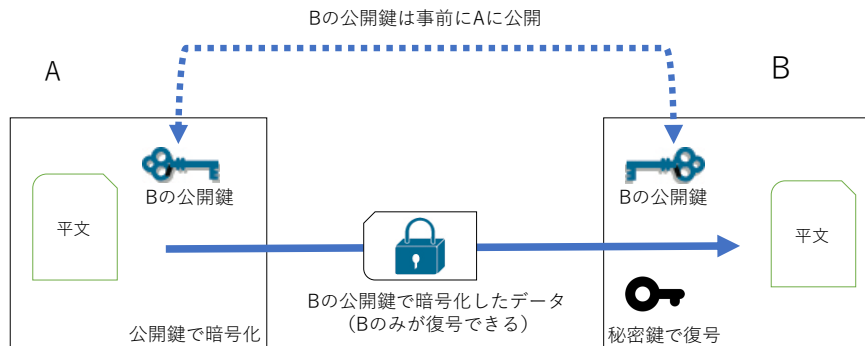 Bの公開鍵は事前にAに公開
A
B
Bの公開鍵
Bの公開鍵
平文
平文
Bの公開鍵で暗号化したデータ
(Bのみが復号できる)
公開鍵で暗号化
秘密鍵で復号